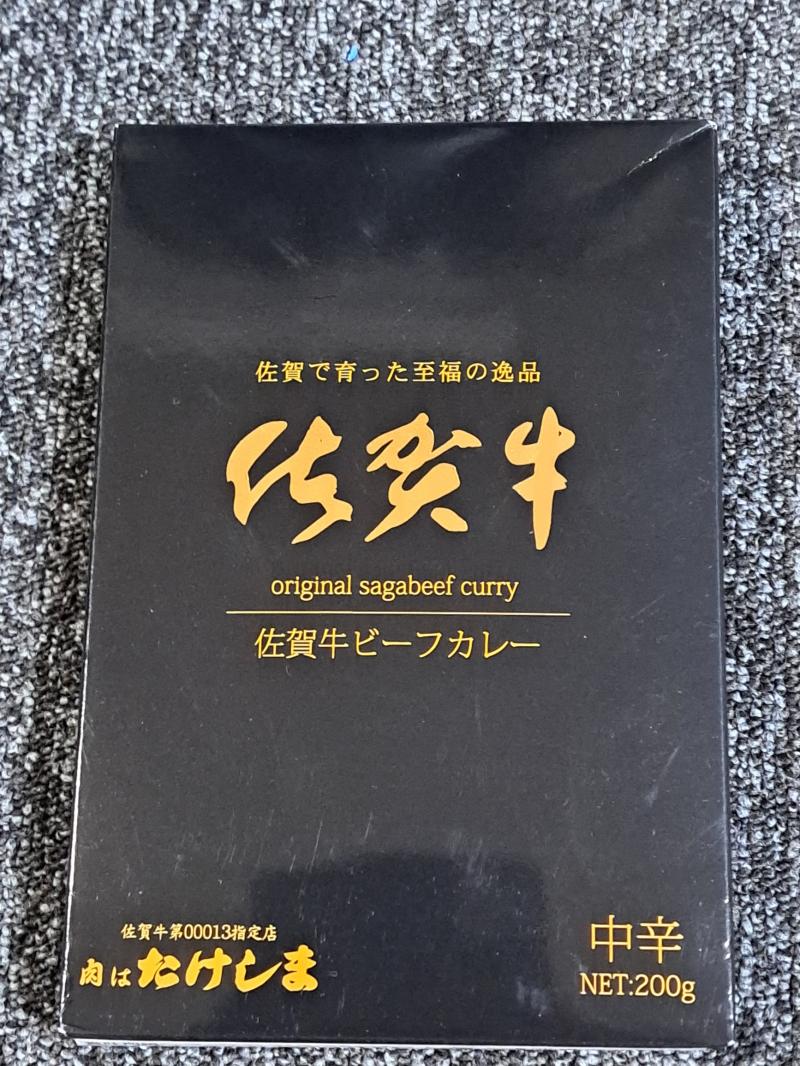 佐賀で育った至福の逸品
佐賀牛
original sagabeef curry
佐賀牛ビーフカレー
佐賀牛第00013指定店
肉はたけしま
中辛
NET:200g